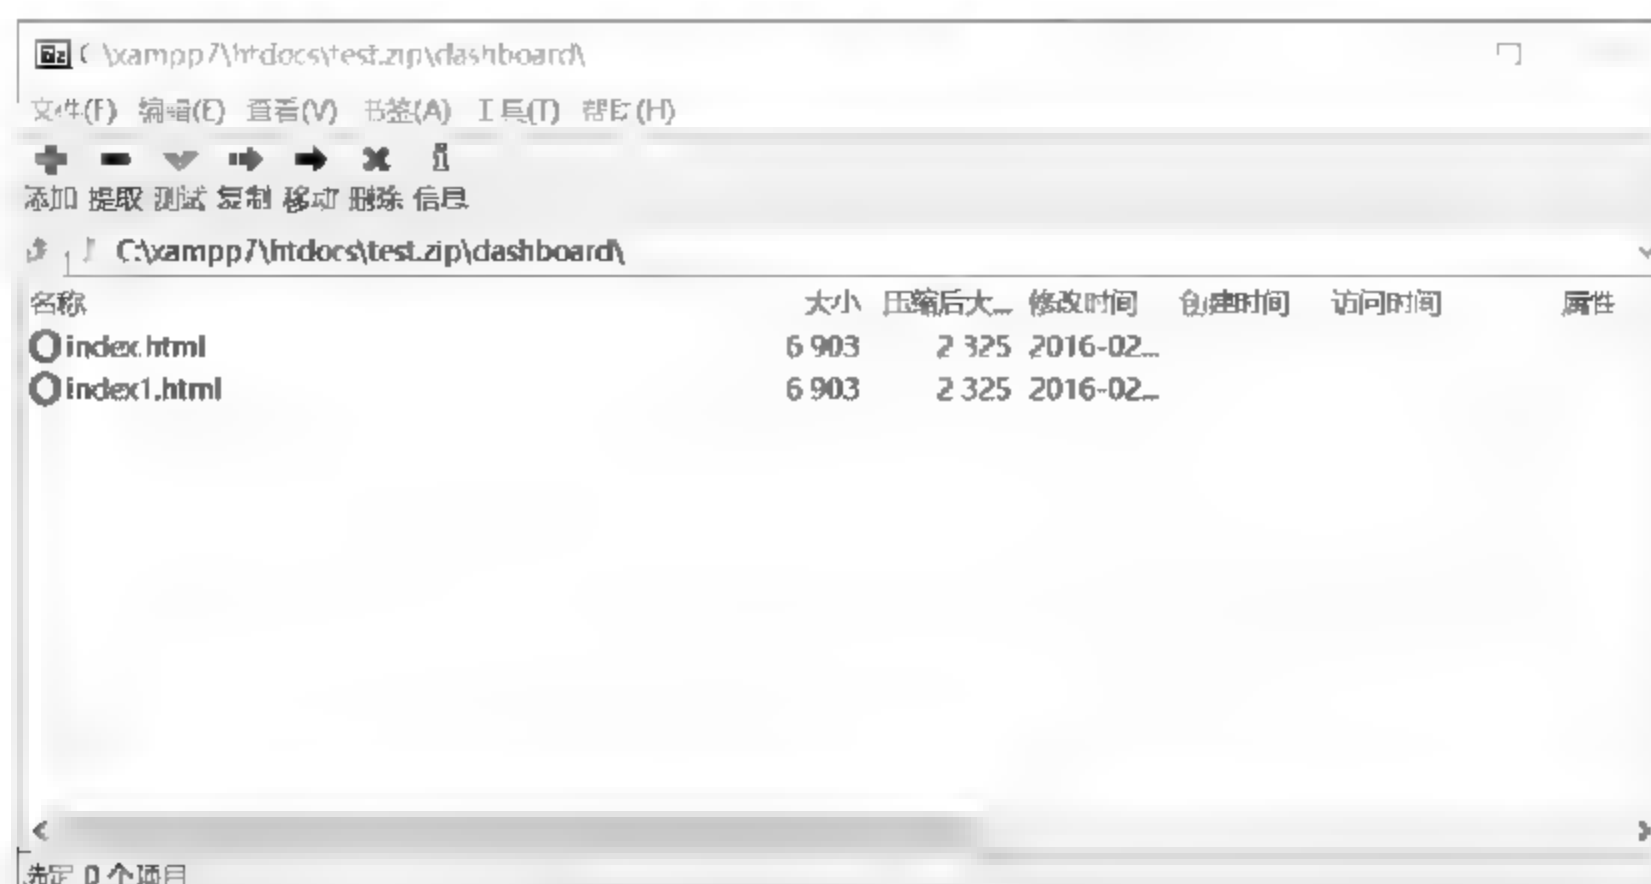 C:\xampp7\htdocs\test.zip\dashboard\
文件(F) 编辑(E) 查看(V) 书签(A) 工具(T) 帮助(H)
添加 提取 测试 复制 移动 删除 信息
C:\xampp7\htdocs\test.zip\dashboard\
名称 大小 压缩后大... 修改时间 创建时间 访问时间 属性
index.html 6 903 2 325 2016-02...
index1.html 6 903 2 325 2016-02...
选定 0 个项目